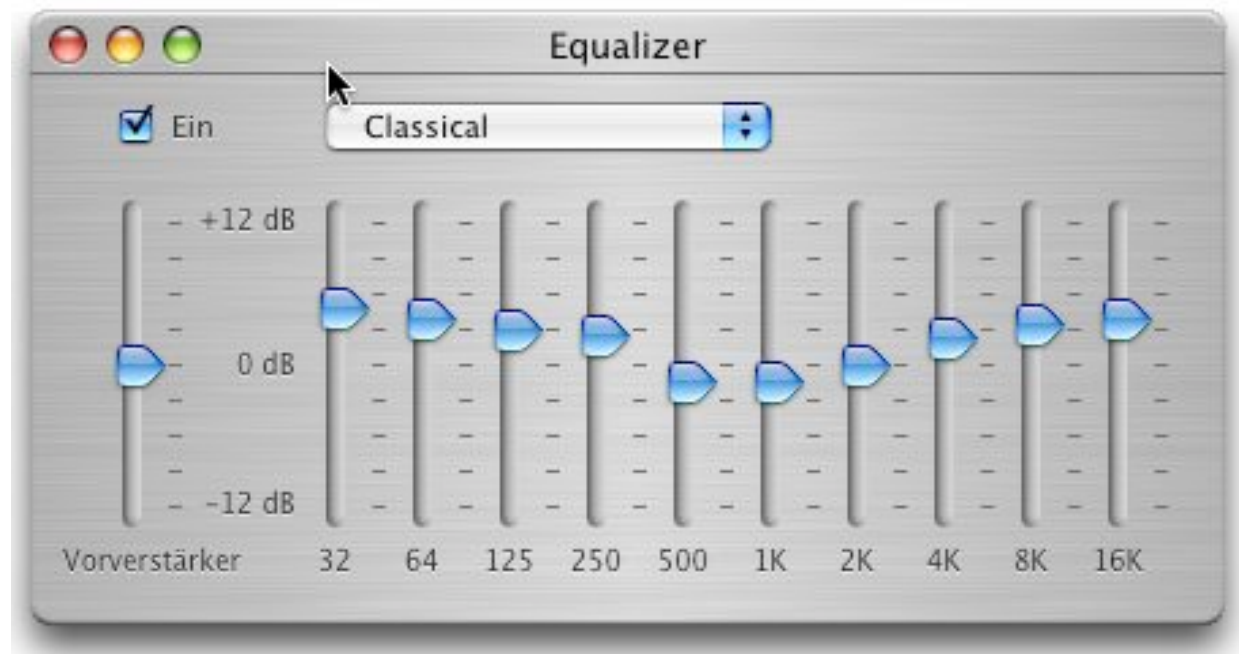 Equalizer
Ein
Classical
+12 dB
0 dB
-12 dB
Vorverstärker 32 64 125 250 500 1K 2K 4K 8K 16K